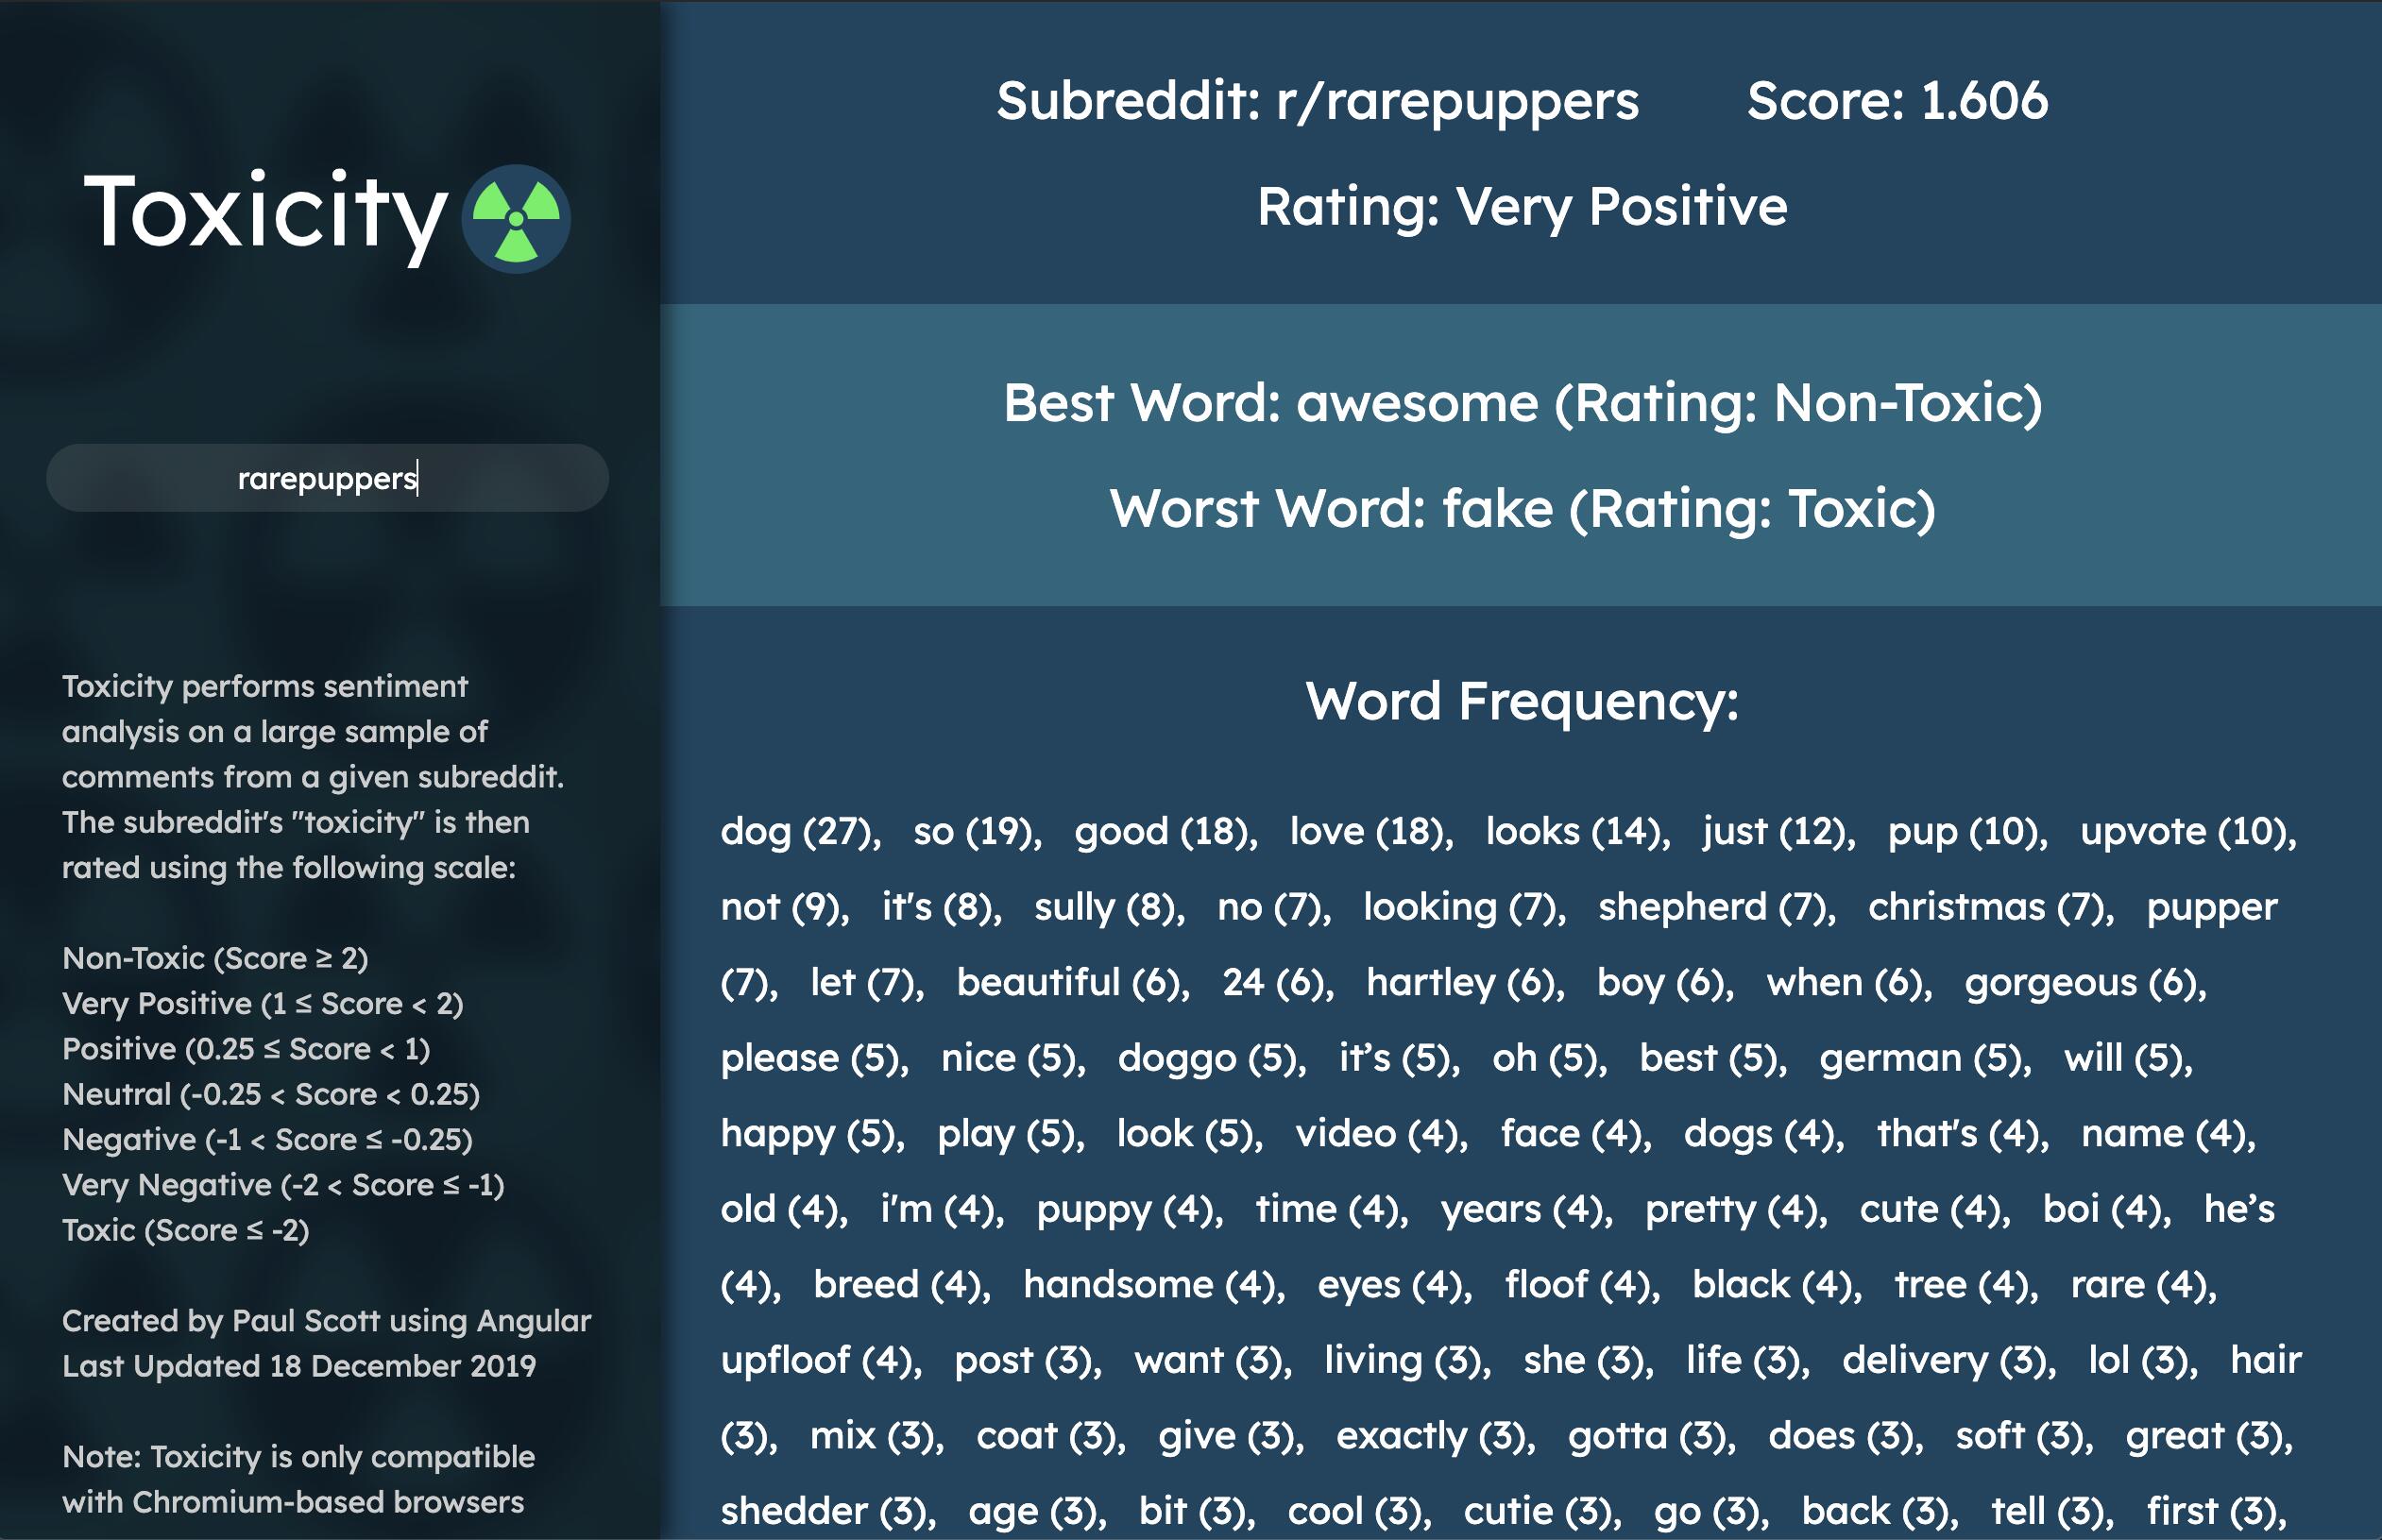 Toxicity
rarepuppers
Toxicity performs sentiment
analysis on a large sample of
comments from a given subreddit.
The subreddit's "toxicity" is then
rated using the following scale:
Non-Toxic (Score ≥ 2)
Very Positive (1 ≤ Score < 2)
Positive (0.25 ≤ Score < 1)
Neutral (-0.25 < Score < 0.25)
Negative (-1 < Score ≤ -0.25)
Very Negative (-2 < Score ≤ -1)
Toxic (Score ≤ -2)
Created by Paul Scott using Angular
Last Updated 18 December 2019
Note: Toxicity is only compatible
with Chromium-based browsers
Subreddit: r/rarepuppers Score: 1.606
Rating: Very Positive
Best Word: awesome (Rating: Non-Toxic)
Worst Word: fake (Rating: Toxic)
Word Frequency:
dog (27), so (19), good (18), love (18), looks (14), just (12), pup (10), upvote (10),
not (9), it's (8), sully (8), no (7), looking (7), shepherd (7), christmas (7), pupper
(7), let (7), beautiful (6), 24 (6), hartley (6), boy (6), when (6), gorgeous (6),
please (5), nice (5), doggo (5), it’s (5), oh (5), best (5), german (5), will (5),
happy (5), play (5), look (5), video (4), face (4), dogs (4), that's (4), name (4),
old (4), i'm (4), puppy (4), time (4), years (4), pretty (4), cute (4), boi (4), he’s
(4), breed (4), handsome (4), eyes (4), floof (4), black (4), tree (4), rare (4),
upfloof (4), post (3), want (3), living (3), she (3), life (3), delivery (3), lol (3), hair
(3), mix (3), coat (3), give (3), exactly (3), gotta (3), does (3), soft (3), great (3),
shedder (3), age (3), bit (3), cool (3), cutie (3), go (3), back (3), tell (3), first (3),